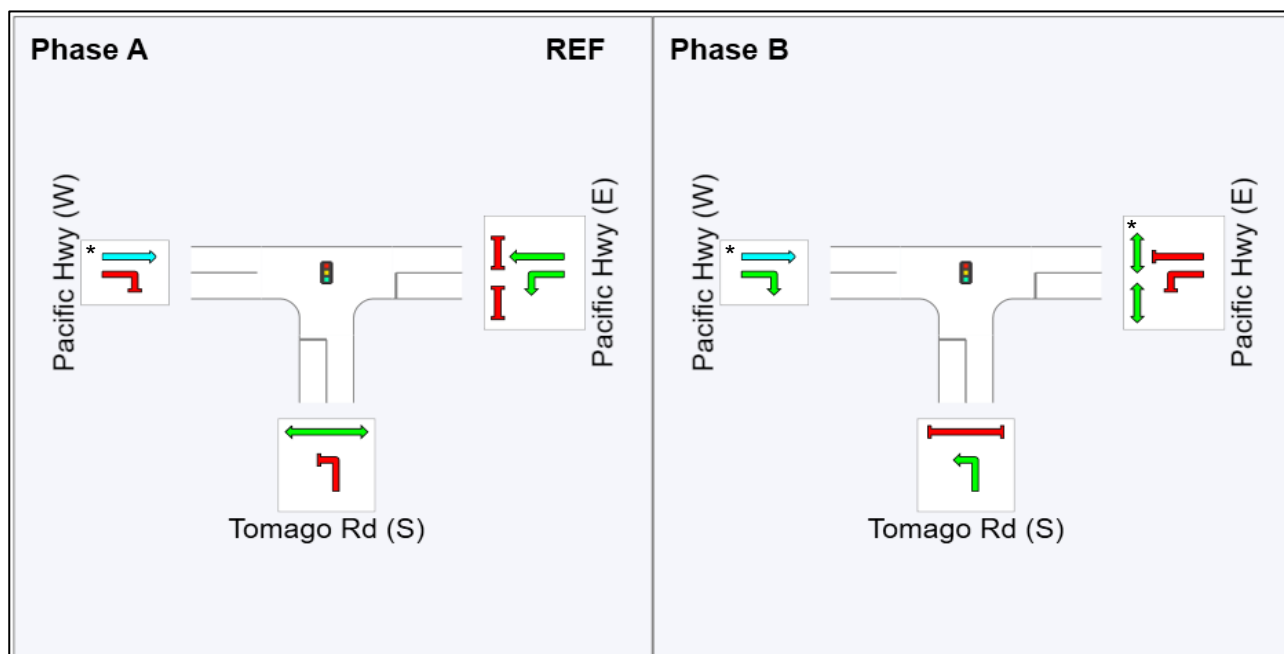 Phase A
REF
Pacific Hwy (W)
*
Pacific Hwy (E)
Tomago Rd (S)
Phase B
Pacific Hwy (W)
*
*
Pacific Hwy (E)
Tomago Rd (S)